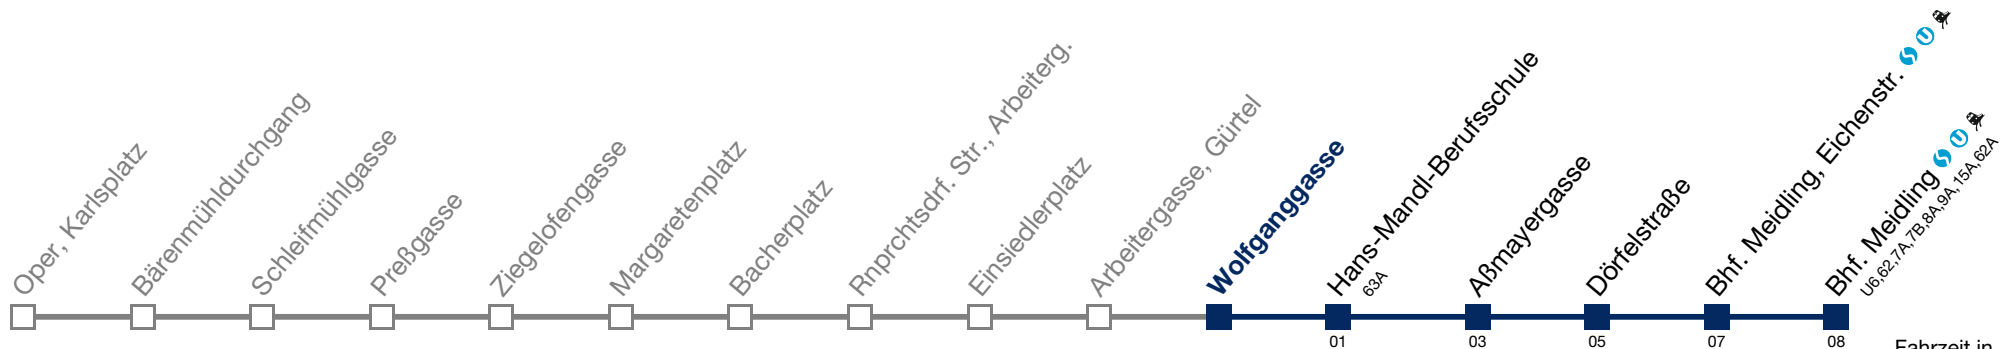 Oper, Karlsplatz
Bärenmühldurchgang
Schleifmühlgasse
Preßgasse
Ziegelofengasse
Margaretenplatz
Bacherplatz
Rnprchtsdrf. Str., Arbeiterg.
Einsiedlerplatz
Arbeitergasse, Gürtel
Wolfganggasse
Hans-Mandl-Berufsschule
63A
Aßmayergasse
Dörfelstraße
Bhf. Meidling, Eichenstr. S U
Bhf. Meidling S U
U6,62,7A,7B,8A,9A,15A,62A
01 03 05 07 08
Fahrzeit in